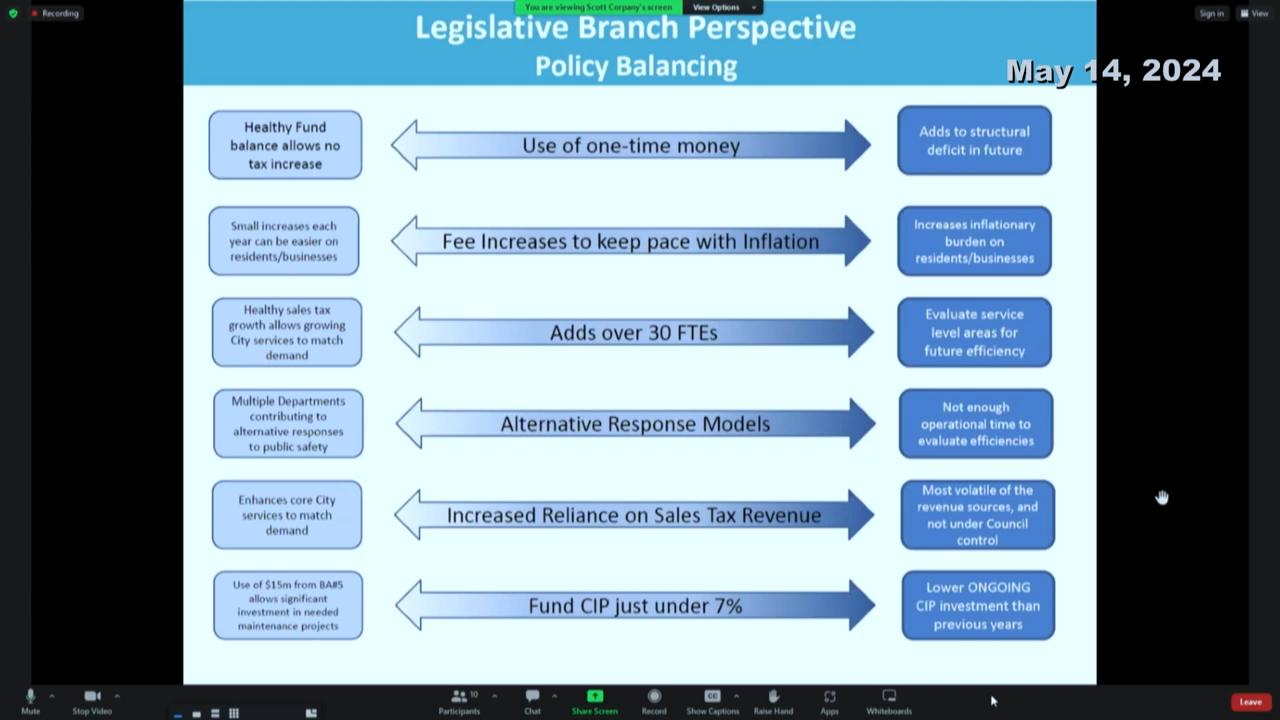 Recording
You are viewing Scott Corpany's screen
View Options
Sign in
View
Legislative Branch Perspective
Policy Balancing
May 14, 2024
Healthy Fund
balance allows no
tax increase
Use of one-time money
Adds to structural
deficit in future
Small increases each
year can be easier on
residents/businesses
Fee Increases to keep pace with Inflation
Increases inflationary
burden on
residents/businesses
Healthy sales tax
growth allows growing
City services to match
demand
Adds over 30 FTEs
Evaluate service
level areas for
future efficiency
Multiple Departments
contributing to
alternative responses
to public safety
Alternative Response Models
Not enough
operational time to
evaluate efficiencies
Enhances core City
services to match
demand
Increased Reliance on Sales Tax Revenue
Most volatile of the
revenue sources, and
not under Council
control
Use of $15m from BA#5
allows significant
investment in needed
maintenance projects
Fund CIP just under 7%
Lower ONGOING
CIP investment than
previous years
Mute
Stop Video
Participants
10
Chat
Share Screen
Record
CC
Show Captions
Raise Hand
Apps
Whiteboards
Leave